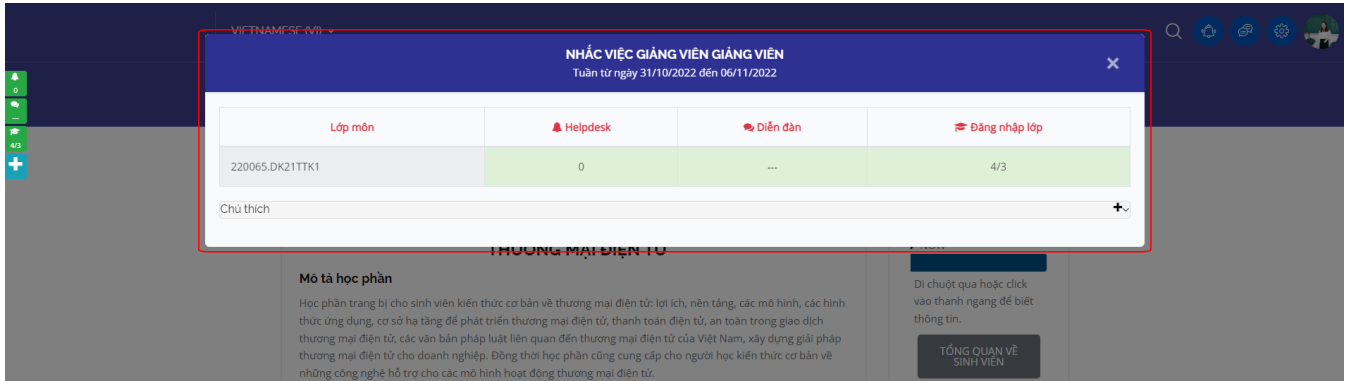 VIETNAMESE (VI)
NHẮC VIỆC GIẢNG VIÊN GIẢNG VIÊN
Tuần từ ngày 31/10/2022 đến 06/11/2022
0
---
4/3
Lớp môn Helpdesk Diễn đàn Đăng nhập lớp
220065.DK21TTK1 0 --- 4/3
Chú thích
THƯƠNG MẠI ĐIỆN TỬ
NOW
Mô tả học phần
Học phần trang bị cho sinh viên kiến thức cơ bản về thương mại điện tử: lợi ích, nền tảng, các mô hình, các hình
thức ứng dụng, cơ sở hạ tầng để phát triển thương mại điện tử, thanh toán điện tử, an toàn trong giao dịch
thương mại điện tử, các văn bản pháp luật liên quan đến thương mại điện tử của Việt Nam, xây dựng giải pháp
thương mại điện tử cho doanh nghiệp. Đồng thời học phần cũng cung cấp cho người học kiến thức cơ bản về
những công nghệ hỗ trợ cho các mô hình hoạt động thương mại điện tử.
Di chuột qua hoặc click
vào thanh ngang để biết
thông tin.
TỔNG QUAN VỀ
SINH VIÊN